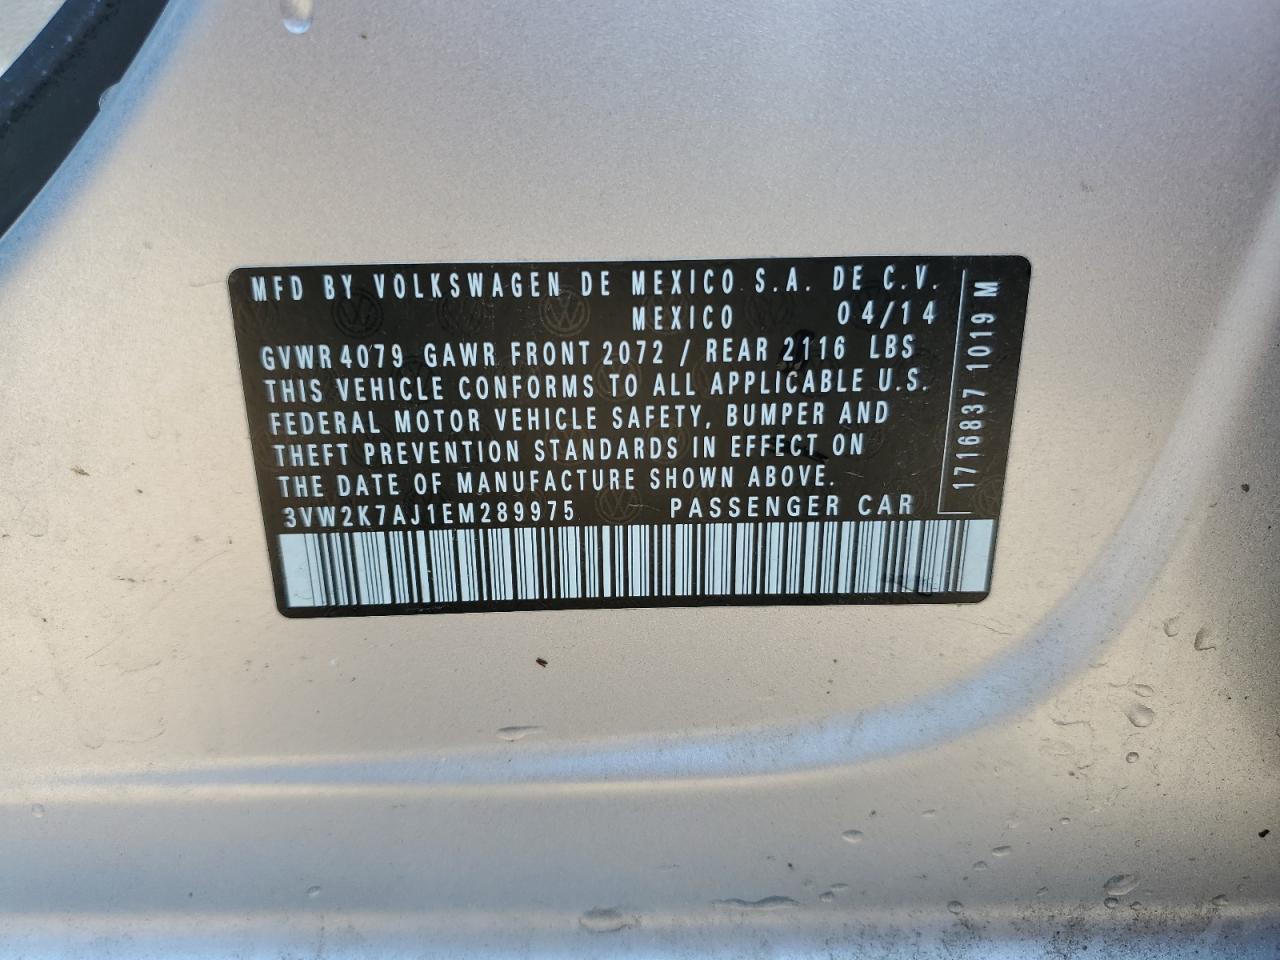 MFD BY VOLKSWAGEN DE MEXICO S.A. DE C.V.
MEXICO 04/14
GVWR 4079 GAWR FRONT 2072 / REAR 2116 LBS
THIS VEHICLE CONFORMS TO ALL APPLICABLE U.S.
FEDERAL MOTOR VEHICLE SAFETY, BUMPER AND
THEFT PREVENTION STANDARDS IN EFFECT ON
THE DATE OF MANUFACTURE SHOWN ABOVE.
3VW2K7AJ1EM289975 PASSENGER CAR
1716837 1019 M